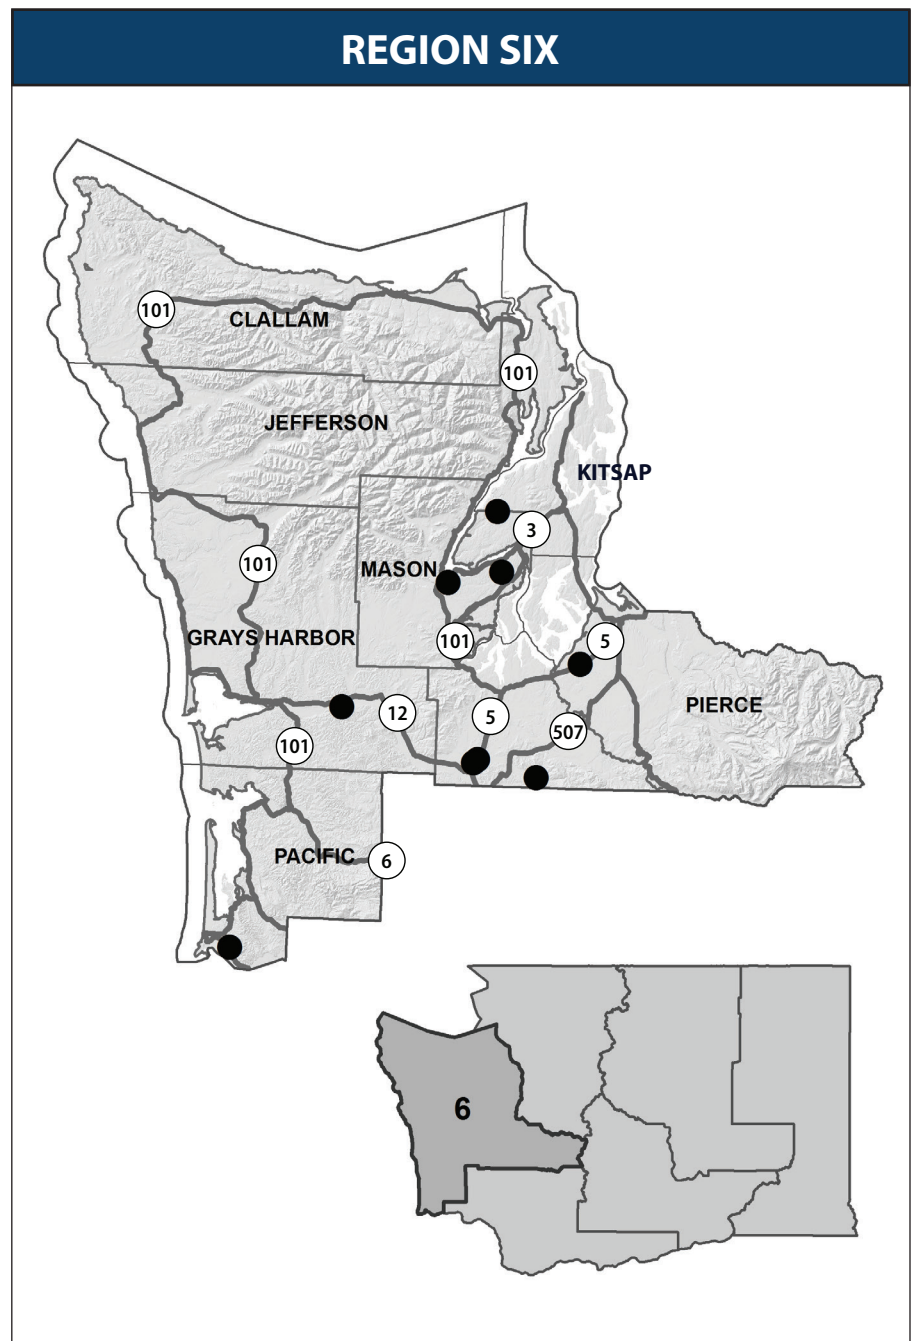 REGION SIX
101
CLALLAM
101
JEFFERSON
KITSAP
3
101
MASON
GRAYS HARBOR
101
5
PIERCE
12
5
507
101
PACIFIC
6
6